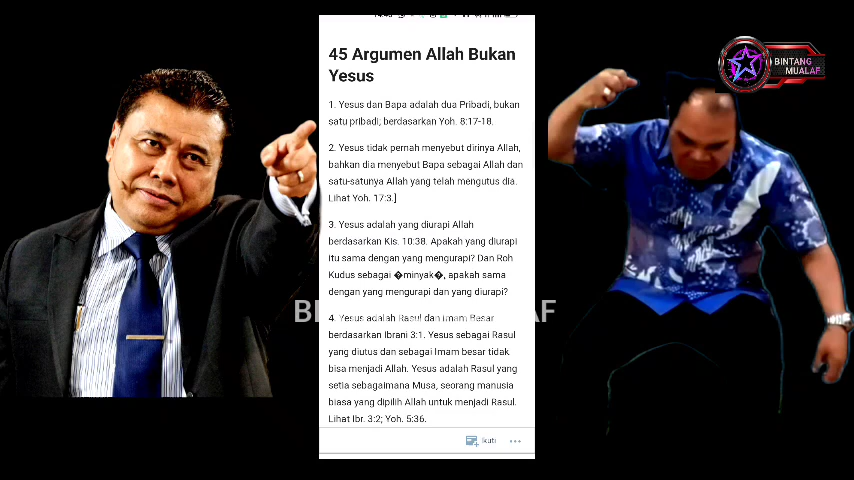 45 Argumen Allah Bukan
Yesus
1. Yesus dan Bapa adalah dua Pribadi, bukan
satu pribadi; berdasarkan Yoh. 8:17-18.
2. Yesus tidak pernah menyebut dirinya Allah,
bahkan dia menyebut Bapa sebagai Allah dan
satu-satunya Allah yang telah mengutus dia.
Lihat Yoh. 17:3.]
3. Yesus adalah yang diurapi Allah
berdasarkan Kis. 10:38. Apakah yang diurapi
itu sama dengan yang mengurapi? Dan Roh
Kudus sebagai �minyak�, apakah sama
dengan yang mengurapi dan yang diurapi?
4. Yesus adalah Rasul dan Imam Besar
berdasarkan Ibrani 3:1. Yesus sebagai Rasul
yang diutus dan sebagai Imam besar tidak
bisa menjadi Allah. Yesus adalah Rasul yang
setia sebagaimana Musa, seorang manusia
biasa yang dipilih Allah untuk menjadi Rasul.
Lihat Ibr. 3:2; Yoh. 5:36.
Ikuti
BINTANG
MUALAF